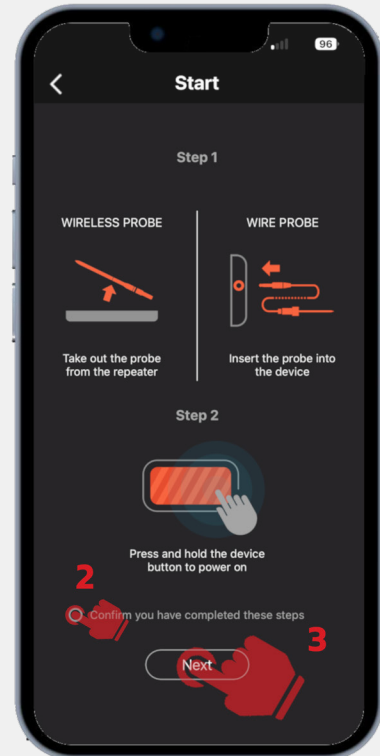 96
Start
Step 1
WIRELESS PROBE
WIRE PROBE
Take out the probe
from the repeater
Insert the probe into
the device
Step 2
Press and hold the device
button to power on
2
Confirm you have completed these steps
3
Next